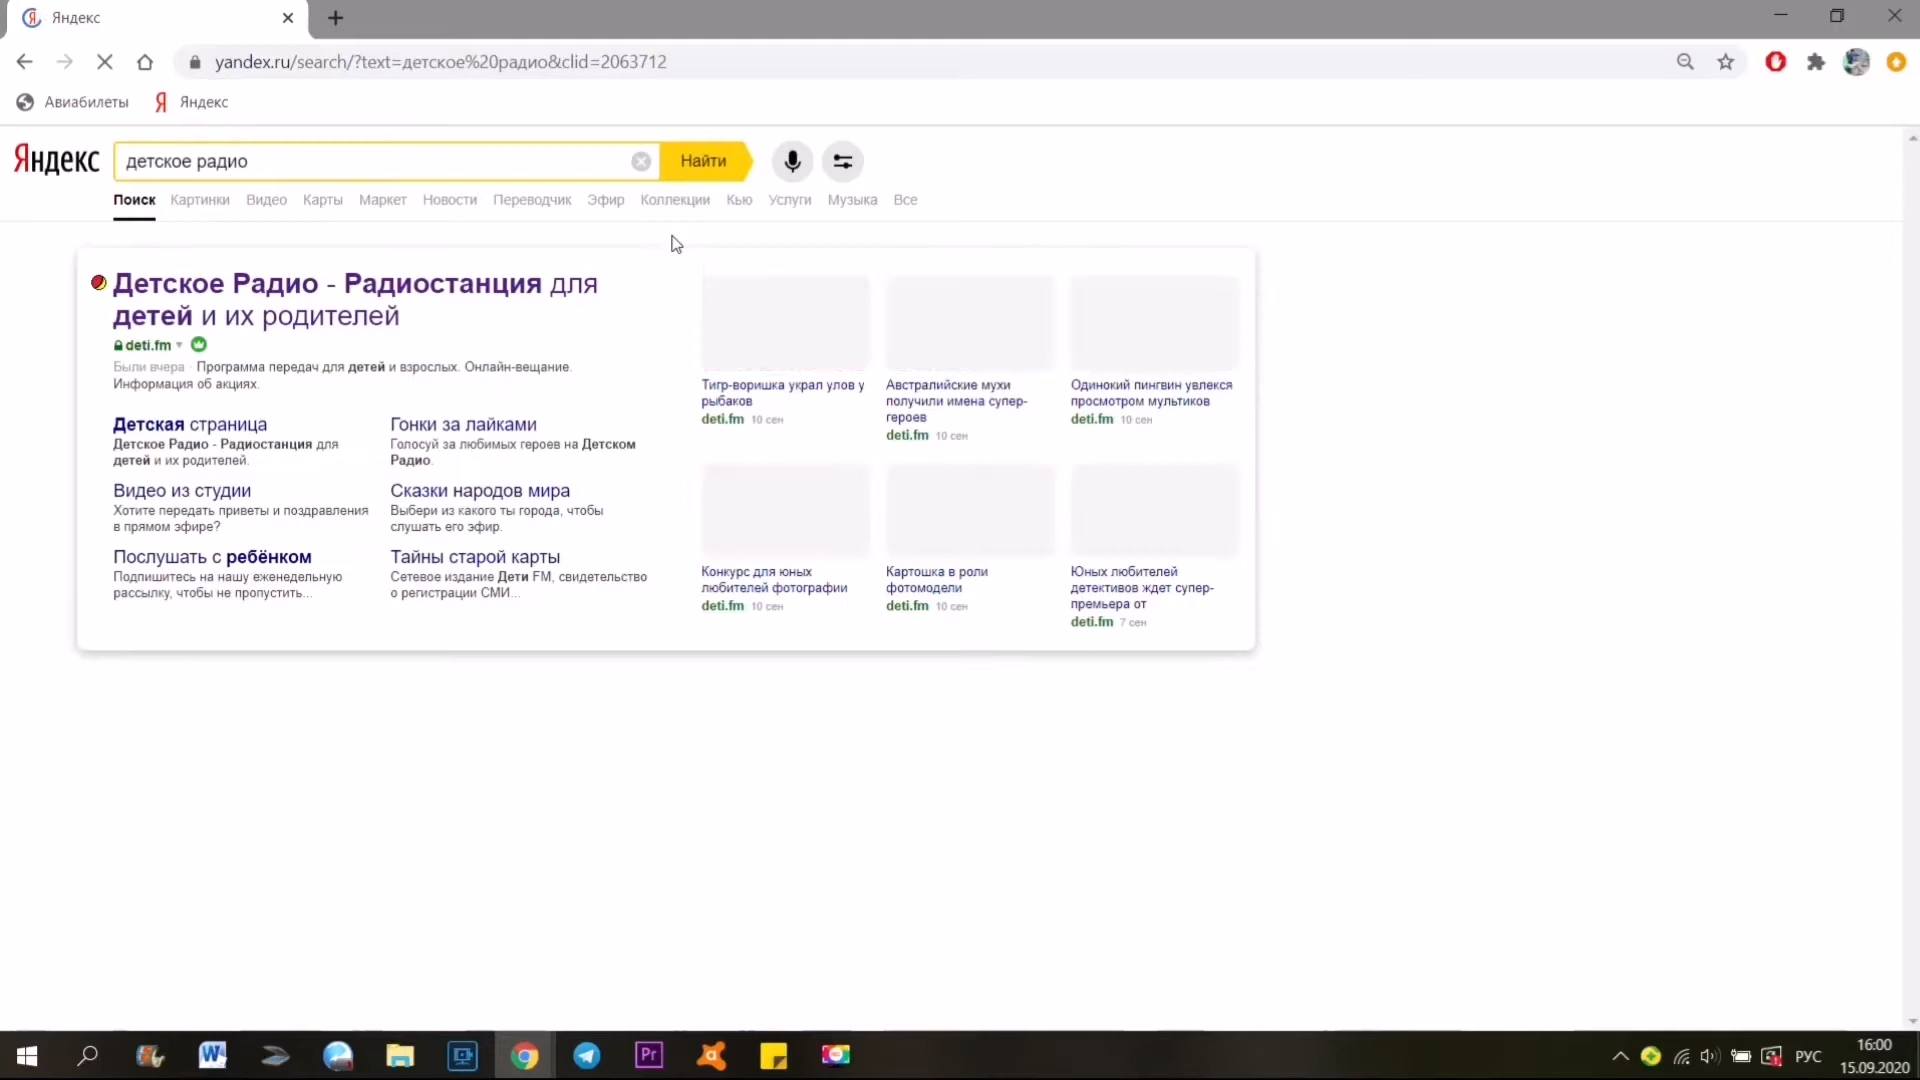 Яндекс
yandex.ru/search/?text=детское%20радио&clid=2063712
Авиабилеты
Я Яндекс
Яндекс
детское радио
Найти
Поиск Картинки Видео Карты Маркет Новости Переводчик Эфир Коллекции Кью Услуги Музыка Все
Детское Радио - Радиостанция для
детей и их родителей
deti.fm
Были вчера · Программа передач для детей и взрослых. Онлайн-вещание.
Информация об акциях.
Детская страница
Детское Радио - Радиостанция для
детей и их родителей.
Гонки за лайками
Голосуй за любимых героев на Детском
Радио.
Видео из студии
Хотите передать приветы и поздравления
в прямом эфире?
Сказки народов мира
Выбери из какого ты города, чтобы
слушать его эфир.
Послушать с ребёнком
Подпишитесь на нашу еженедельную
рассылку, чтобы не пропустить...
Тайны старой карты
Сетевое издание Дети FM, свидетельство
о регистрации СМИ...
Тигр-воришка украл улов у
рыбаков
deti.fm 10 сен
Австралийские мухи
получили имена супер-
героев
deti.fm 10 сен
Одинокий пингвин увлекся
просмотром мультиков
deti.fm 10 сен
Конкурс для юных
любителей фотографии
deti.fm 10 сен
Картошка в роли
фотомодели
deti.fm 10 сен
Юных любителей
детективов ждет супер-
премьера от
deti.fm 7 сен
W
Pr
РУС
16:00
15.09.2020